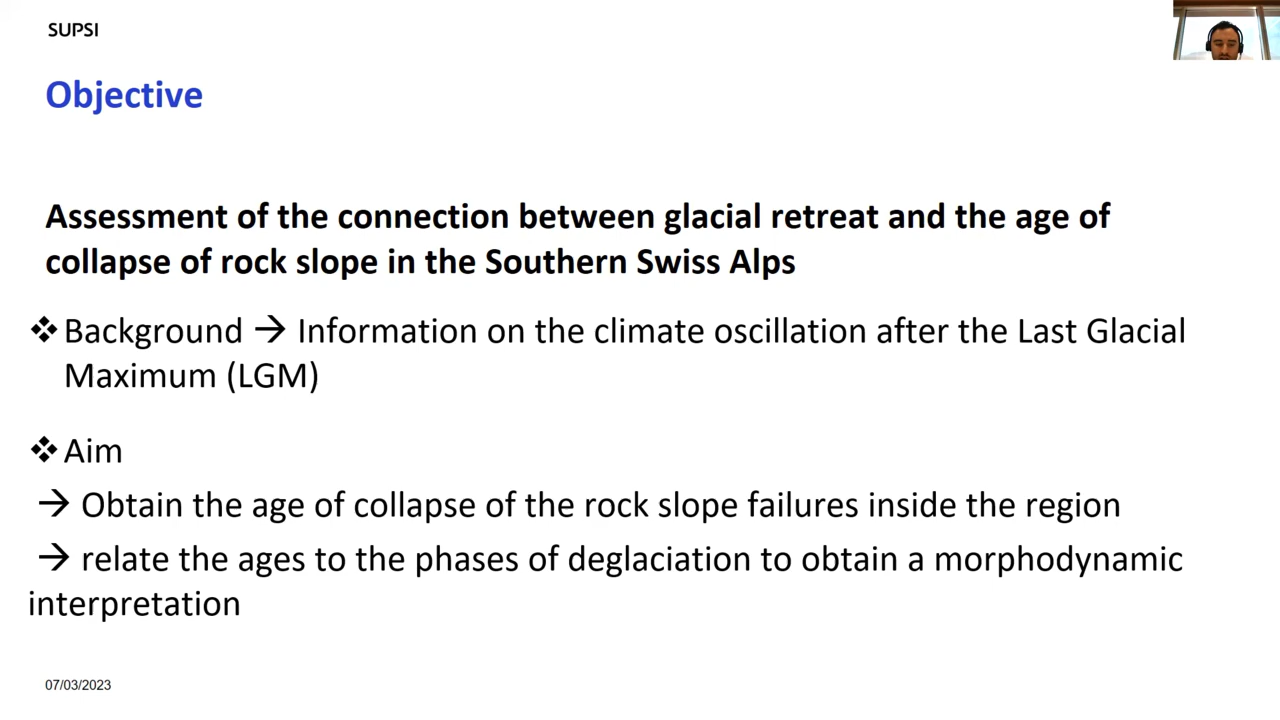 SUPSI
Objective
Assessment of the connection between glacial retreat and the age of
collapse of rock slope in the Southern Swiss Alps
❖ Background → Information on the climate oscillation after the Last Glacial
Maximum (LGM)
❖ Aim
→ Obtain the age of collapse of the rock slope failures inside the region
→ relate the ages to the phases of deglaciation to obtain a morphodynamic
interpretation
07/03/2023